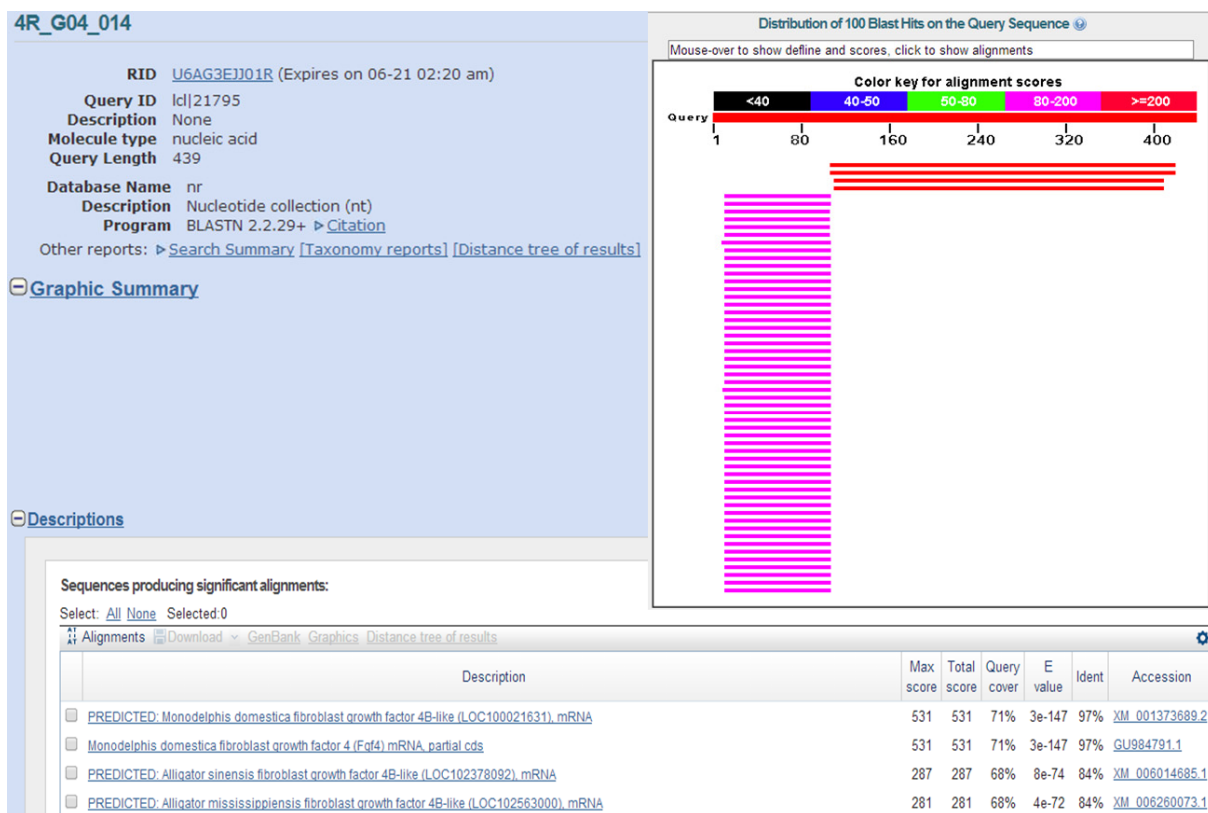 4R_G04_014
RID U6AG3EJJ01R (Expires on 06-21 02:20 am)
Query ID lcl|21795
Description None
Molecule type nucleic acid
Query Length 439
Database Name nr
Description Nucleotide collection (nt)
Program BLASTN 2.2.29+ Citation
Other reports: Search Summary [Taxonomy reports] [Distance tree of results]
Graphic Summary
Distribution of 100 Blast Hits on the Query Sequence
Mouse-over to show defline and scores, click to show alignments
Color key for alignment scores
<40 40-50 50-80 80-200 >=200
Query
1 80 160 240 320 400
Descriptions
Sequences producing significant alignments:
Select: All None Selected:0
Alignments Download GenBank Graphics Distance tree of results
Description Max score Total score Query cover E value Ident Accession
PREDICTED: Monodelphis domestica fibroblast growth factor 4B-like (LOC100021631), mRNA 531 531 71% 3e-147 97% XM_001373689.2
Monodelphis domestica fibroblast growth factor 4 (Fgf4) mRNA, partial cds 531 531 71% 3e-147 97% GU984791.1
PREDICTED: Alligator sinensis fibroblast growth factor 4B-like (LOC102378092), mRNA 287 287 68% 8e-74 84% XM_006014685.1
PREDICTED: Alligator mississippiensis fibroblast growth factor 4B-like (LOC102563000), mRNA 281 281 68% 4e-72 84% XM_006260073.1